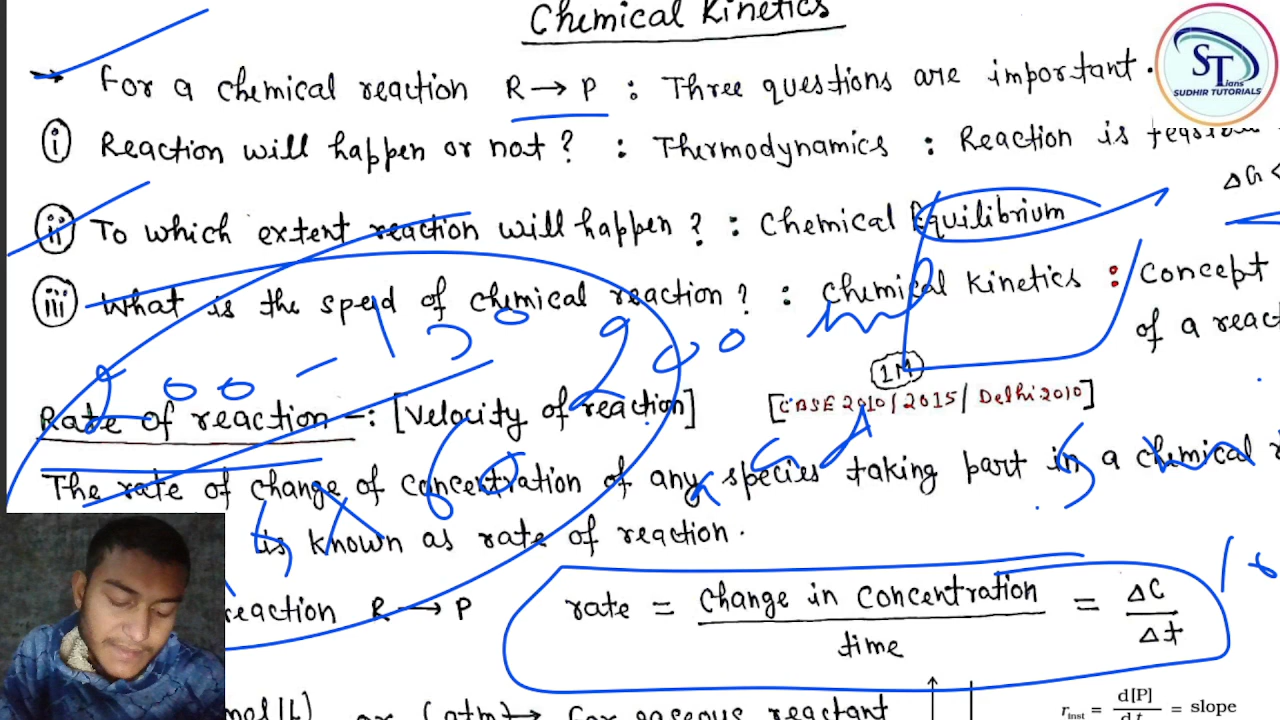 Chemical Kinetics
→ For a chemical reaction R → P : Three questions are important.
STians
SUDHIR TUTORIALS
(i) Reaction will happen or not ? : Thermodynamics : Reaction is feasible
ΔG <
(ii) To which extent reaction will happen ? : Chemical Equilibrium
(iii) What is the speed of chemical reaction ? : Chemical Kinetics : Concept
of a react
1M
Rate of reaction —: [Velocity of reaction] [CBSE 2010/2015/Delhi 2010]
The rate of change of concentration of any species taking part in a chemical
is known as rate of reaction.
reaction R → P
rate = Change in Concentration / time = ΔC / Δt
mol/L) or (atm) → For gaseous reactant
r_inst = d[P] / dt = slope